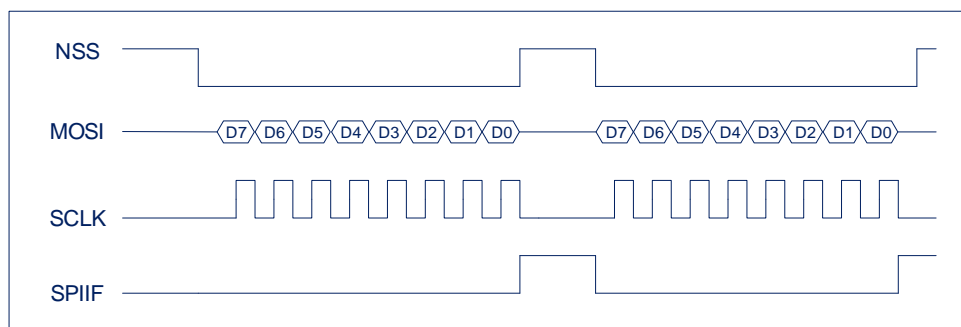 NSS
MOSI D7 D6 D5 D4 D3 D2 D1 D0 D7 D6 D5 D4 D3 D2 D1 D0
SCLK
SPIIF